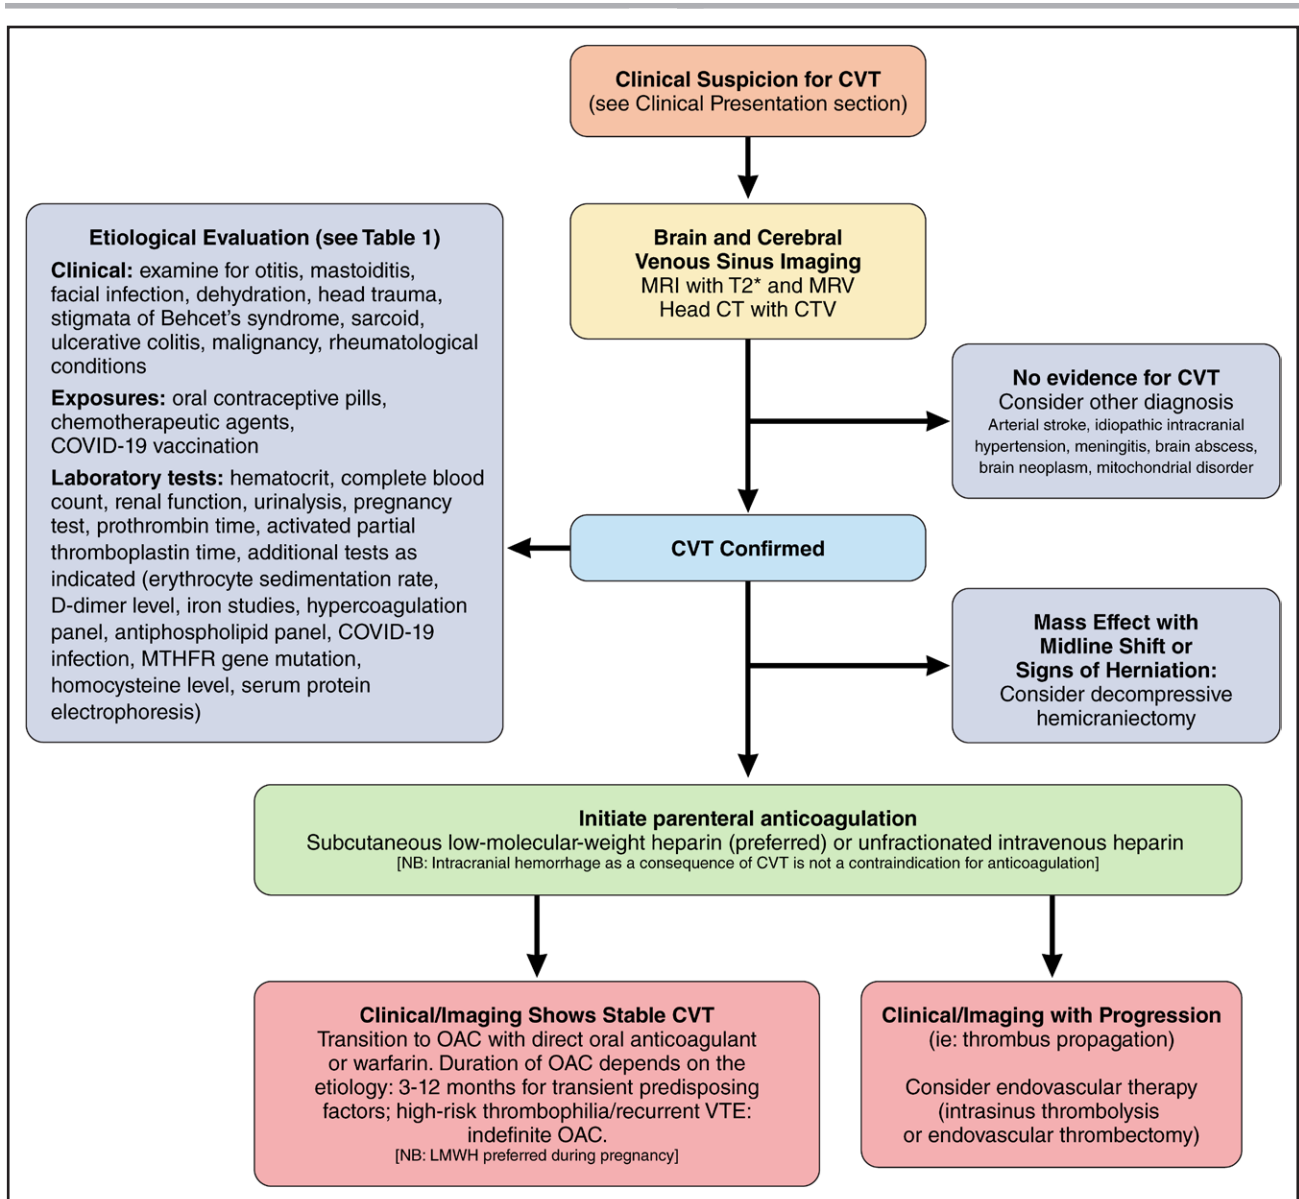 Clinical Suspicion for CVT
(see Clinical Presentation section)
Brain and Cerebral
Venous Sinus Imaging
MRI with T2* and MRV
Head CT with CTV
No evidence for CVT
Consider other diagnosis
Arterial stroke, idiopathic intracranial
hypertension, meningitis, brain abscess,
brain neoplasm, mitochondrial disorder
CVT Confirmed
Etiological Evaluation (see Table 1)
Clinical: examine for otitis, mastoiditis,
facial infection, dehydration, head trauma,
stigmata of Behcet's syndrome, sarcoid,
ulcerative colitis, malignancy, rheumatological
conditions
Exposures: oral contraceptive pills,
chemotherapeutic agents,
COVID-19 vaccination
Laboratory tests: hematocrit, complete blood
count, renal function, urinalysis, pregnancy
test, prothrombin time, activated partial
thromboplastin time, additional tests as
indicated (erythrocyte sedimentation rate,
D-dimer level, iron studies, hypercoagulation
panel, antiphospholipid panel, COVID-19
infection, MTHFR gene mutation,
homocysteine level, serum protein
electrophoresis)
Mass Effect with
Midline Shift or
Signs of Herniation:
Consider decompressive
hemicraniectomy
Initiate parenteral anticoagulation
Subcutaneous low-molecular-weight heparin (preferred) or unfractionated intravenous heparin
[NB: Intracranial hemorrhage as a consequence of CVT is not a contraindication for anticoagulation]
Clinical/Imaging Shows Stable CVT
Transition to OAC with direct oral anticoagulant
or warfarin. Duration of OAC depends on the
etiology: 3-12 months for transient predisposing
factors; high-risk thrombophilia/recurrent VTE:
indefinite OAC.
[NB: LMWH preferred during pregnancy]
Clinical/Imaging with Progression
(ie: thrombus propagation)
Consider endovascular therapy
(intrasinus thrombolysis
or endovascular thrombectomy)